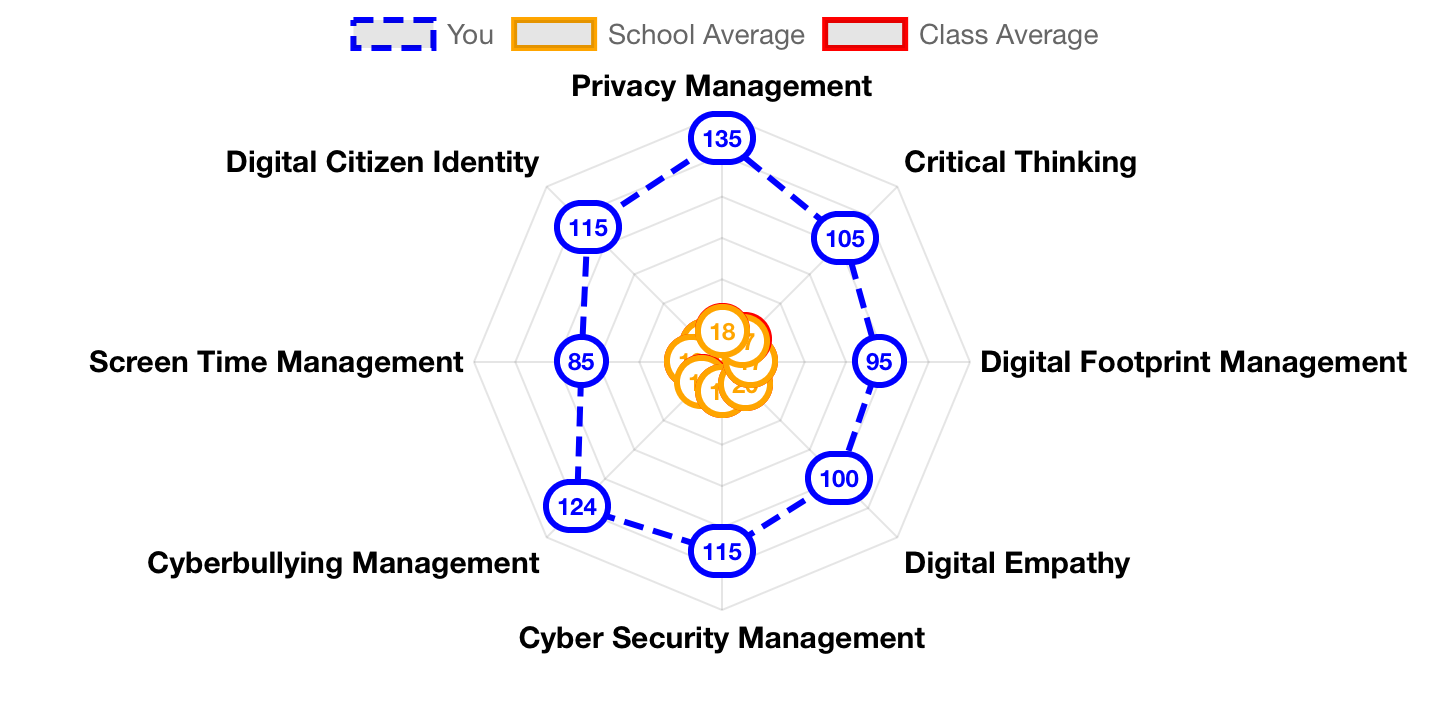 You School Average Class Average
Privacy Management
Digital Citizen Identity
Critical Thinking
135
115
105
18
Screen Time Management
85
95
Digital Footprint Management
124
100
115
Cyberbullying Management
Digital Empathy
Cyber Security Management